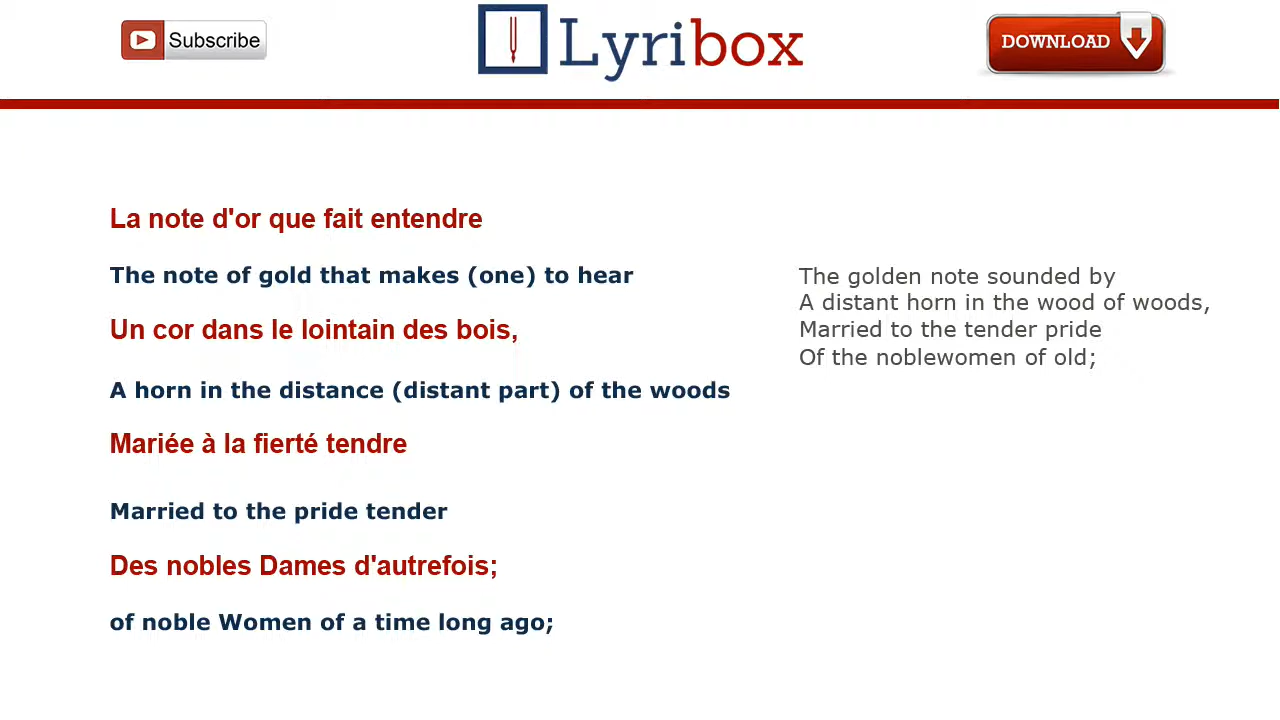 Subscribe
Lyribox
DOWNLOAD
La note d'or que fait entendre
The note of gold that makes (one) to hear
Un cor dans le lointain des bois,
A horn in the distance (distant part) of the woods
Mariée à la fierté tendre
Married to the pride tender
Des nobles Dames d'autrefois;
of noble Women of a time long ago;
The golden note sounded by
A distant horn in the wood of woods,
Married to the tender pride
Of the noblewomen of old;